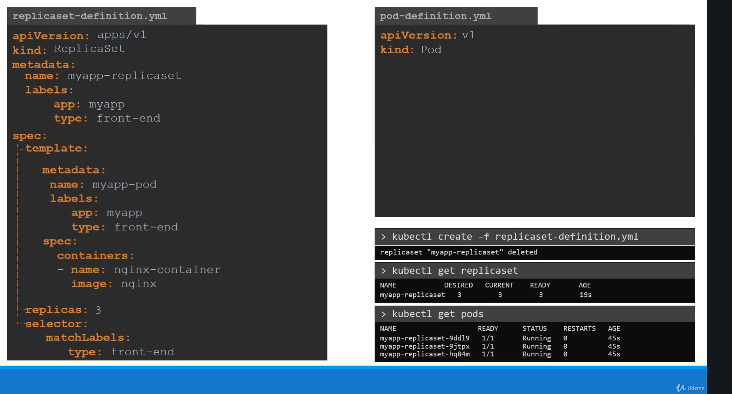 replicaset-definition.yml
apiVersion: apps/v1
kind: ReplicaSet
metadata:
name: myapp-replicaset
labels:
app: myapp
type: front-end
spec:
template:
metadata:
name: myapp-pod
labels:
app: myapp
type: front-end
spec:
containers:
- name: nginx-container
image: nginx
replicas: 3
selector:
matchLabels:
type: front-end
pod-definition.yml
apiVersion: v1
kind: Pod
> kubectl create -f replicaset-definition.yml
replicaset "myapp-replicaset" deleted
> kubectl get replicaset
NAME DESIRED CURRENT READY AGE
myapp-replicaset 3 3 3 19s
> kubectl get pods
NAME READY STATUS RESTARTS AGE
myapp-replicaset-9ddl9 1/1 Running 0 45s
myapp-replicaset-9jtpx 1/1 Running 0 45s
myapp-replicaset-hq84m 1/1 Running 0 45s
Udemy